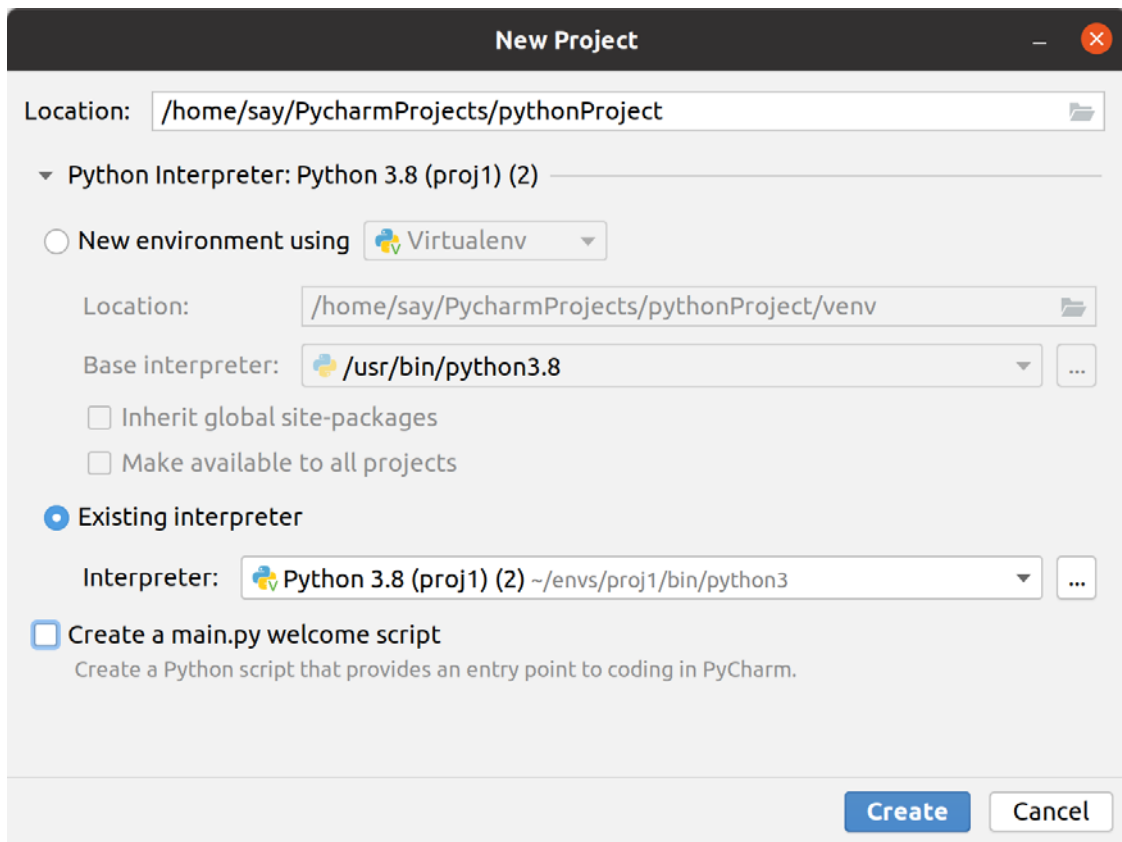 New Project
Location: /home/say/PycharmProjects/pythonProject
Python Interpreter: Python 3.8 (proj1) (2)
New environment using Virtualenv
Location: /home/say/PycharmProjects/pythonProject/venv
Base interpreter: /usr/bin/python3.8 ...
Inherit global site-packages
Make available to all projects
Existing interpreter
Interpreter: Python 3.8 (proj1) (2) ~/envs/proj1/bin/python3 ...
Create a main.py welcome script
Create a Python script that provides an entry point to coding in PyCharm.
Create Cancel